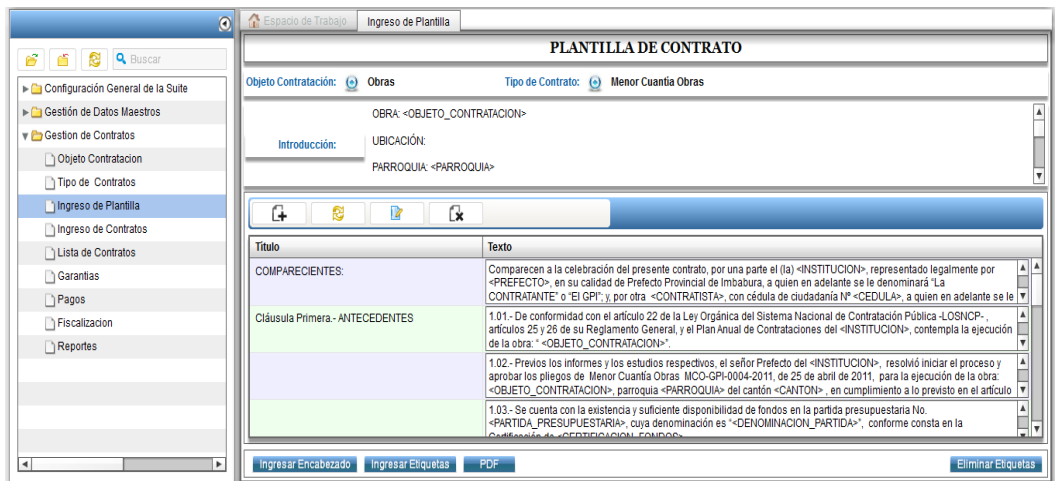 Espacio de Trabajo
Ingreso de Plantilla
Buscar
Configuración General de la Suite
Gestión de Datos Maestros
Gestion de Contratos
Objeto Contratacion
Tipo de Contratos
Ingreso de Plantilla
Ingreso de Contratos
Lista de Contratos
Garantias
Pagos
Fiscalizacion
Reportes
PLANTILLA DE CONTRATO
Objeto Contratación: Obras Tipo de Contrato: Menor Cuantia Obras
Introducción:
OBRA: <OBJETO_CONTRATACION>
UBICACIÓN:
PARROQUIA: <PARROQUIA>
Título Texto
COMPARECIENTES:
Comparecen a la celebración del presente contrato, por una parte el (la) <INSTITUCION>, representado legalmente por
<PREFECTO>, en su calidad de Prefecto Provincial de Imbabura, a quien en adelante se le denominará "La
CONTRATANTE" o "El GPI"; y, por otra <CONTRATISTA>, con cédula de ciudadanía Nº <CEDULA>, a quien en adelante se le
Cláusula Primera.- ANTECEDENTES
1.01.- De conformidad con el artículo 22 de la Ley Orgánica del Sistema Nacional de Contratación Pública -LOSNCP- ,
artículos 25 y 26 de su Reglamento General, y el Plan Anual de Contrataciones del <INSTITUCION>, contempla la ejecución
de la obra: " <OBJETO_CONTRATACION>".
1.02.- Previos los informes y los estudios respectivos, el señor Prefecto del <INSTITUCION>, resolvió iniciar el proceso y
aprobar los pliegos de Menor Cuantía Obras MCO-GPI-0004-2011, de 25 de abril de 2011, para la ejecución de la obra:
<OBJETO_CONTRATACION>, parroquia <PARROQUIA> del cantón <CANTON> , en cumplimiento a lo previsto en el artículo
1.03.- Se cuenta con la existencia y suficiente disponibilidad de fondos en la partida presupuestaria No.
<PARTIDA_PRESUPUESTARIA>, cuya denominación es "<DENOMINACION_PARTIDA>", conforme consta en la
Certificación de <CERTIFICACION_FONDOS>
Ingresar Encabezado
Ingresar Etiquetas
PDF
Eliminar Etiquetas